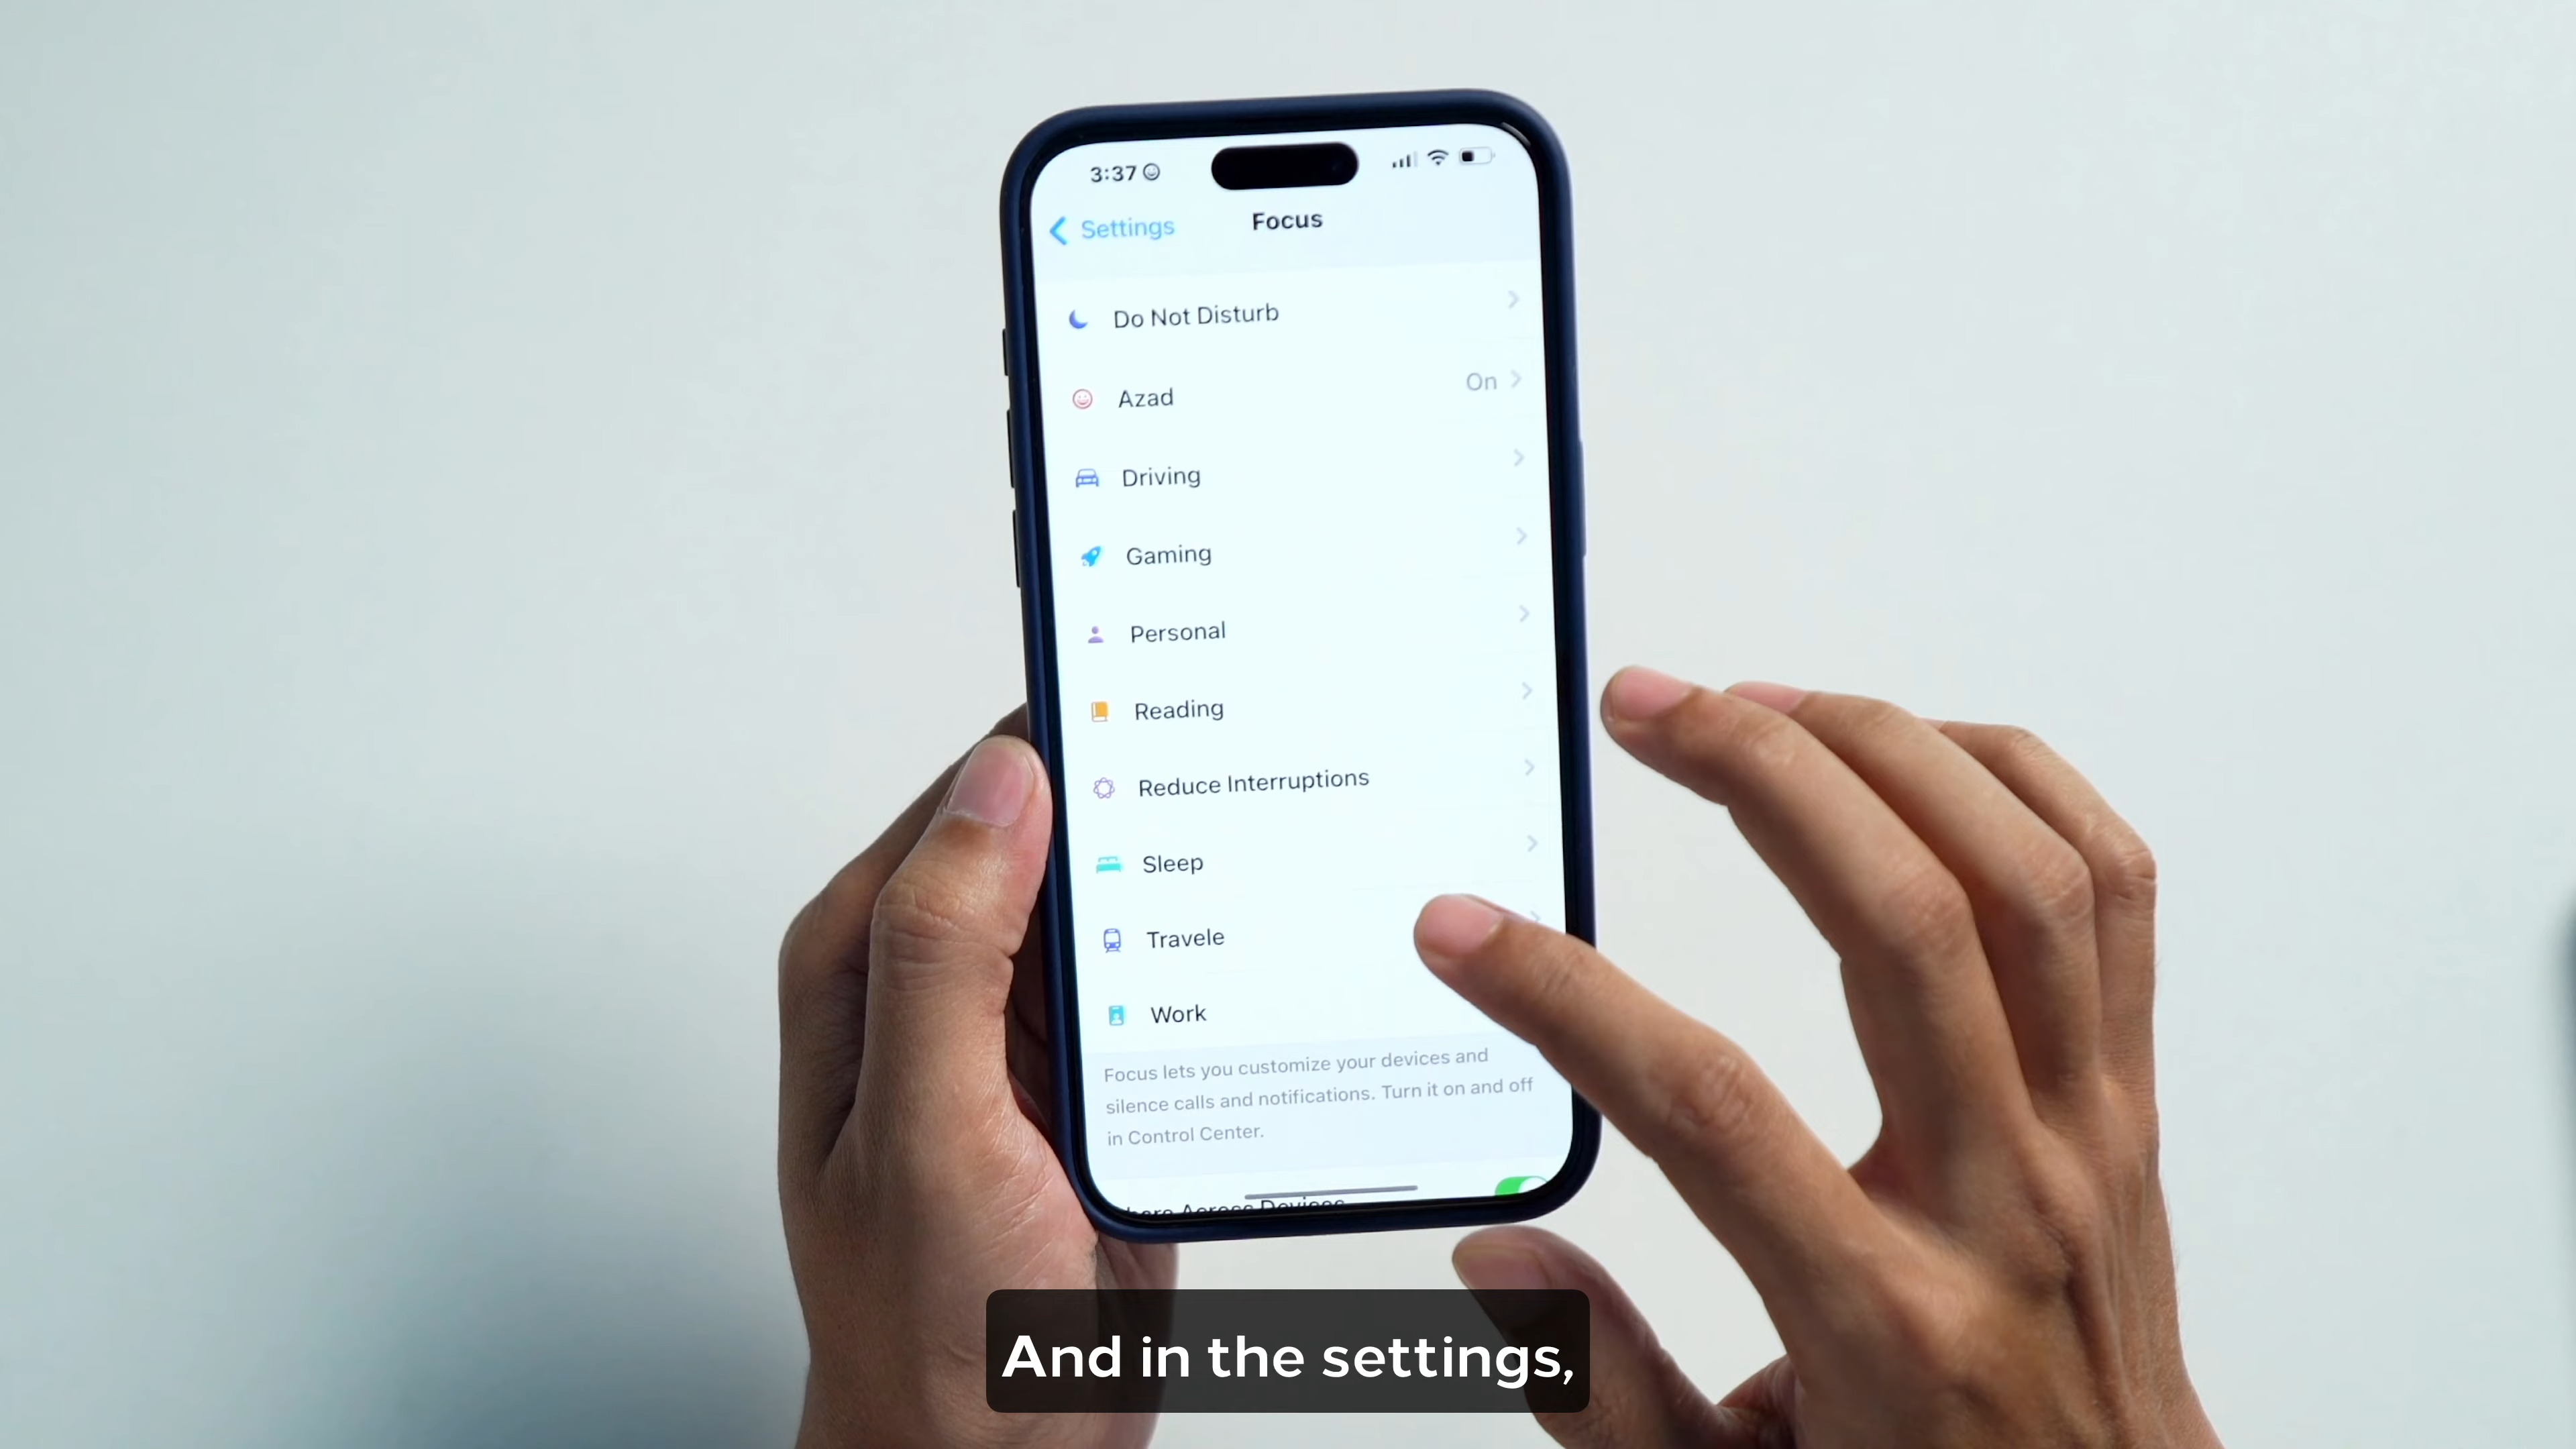 3:37
Settings
Focus
Do Not Disturb
Azad
On
Driving
Gaming
Personal
Reading
Reduce Interruptions
Sleep
Travele
Work
Focus lets you customize your devices and
silence calls and notifications. Turn it on and off
in Control Center.
Across Devices
And in the settings,